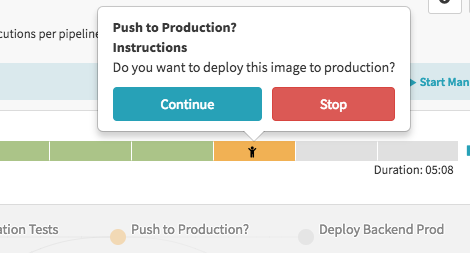 Push to Production?
Instructions
cutions per pipeline
Do you want to deploy this image to production?
Start Man
Continue
Stop
Duration: 05:08
ation Tests
Push to Production?
Deploy Backend Prod